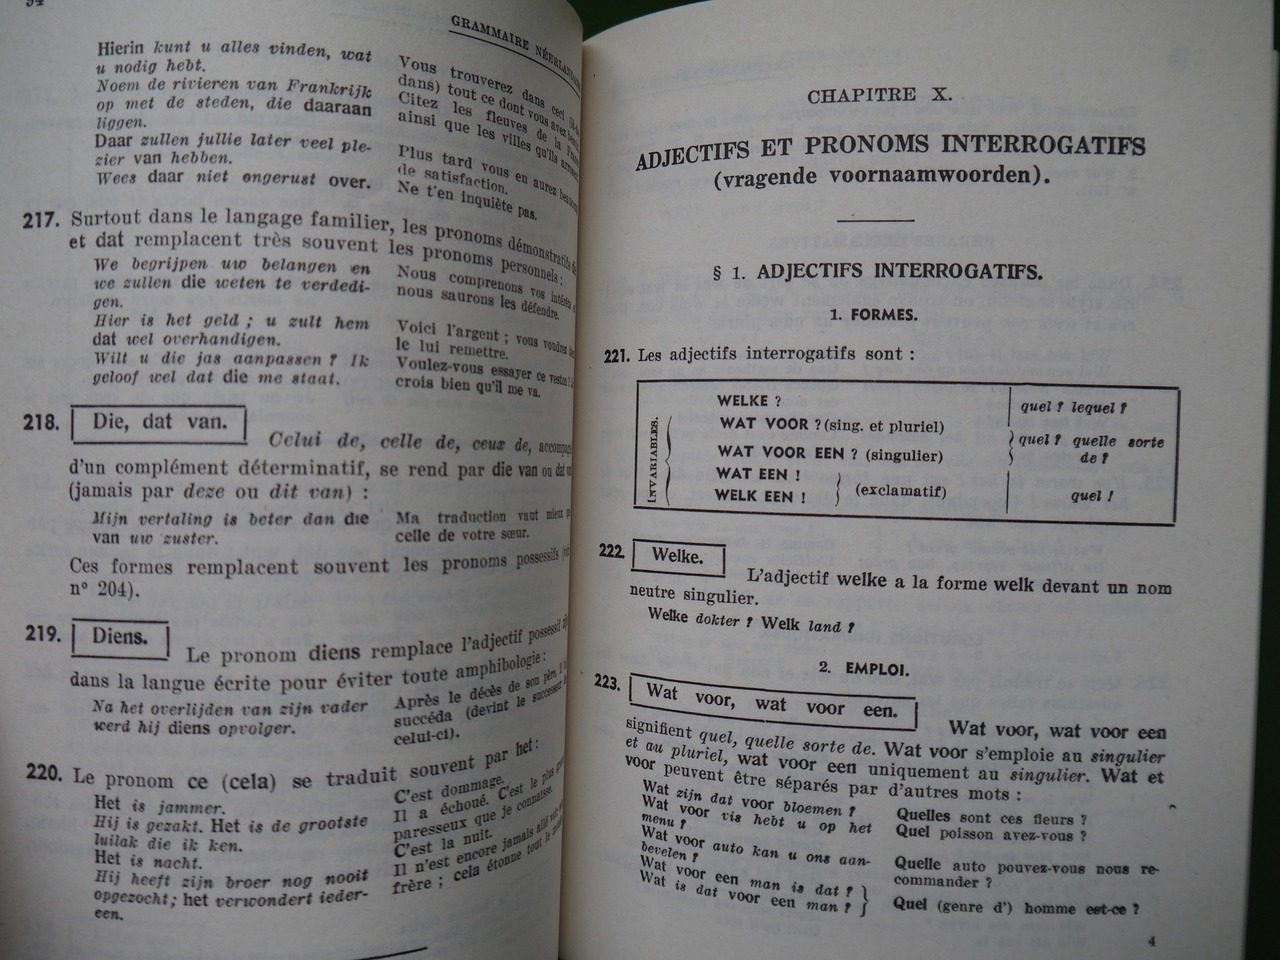 94
GRAMMAIRE NÉERLANDAISE
Hierin kunt u alles vinden, wat
u nodig hebt.
Noem de rivieren van Frankrijk
op met de steden, die daaraan
liggen.
Daar zullen jullie later veel ple-
zier van hebben.
Wees daar niet ongerust over.
Vous trouverez dans ceci
dans) tout ce dont vous avez
Citez les fleuves de la
ainsi que les villes qu'ils
Plus tard vous en aurez
de satisfaction.
Ne t'en inquiète pas.
217. Surtout dans le langage familier, les pronoms démonstratifs
et dat remplacent très souvent les pronoms personnels :
We begrijpen uw belangen en
we zullen die weten te verdedi-
gen.
Hier is het geld ; u zult hem
dat wel overhandigen.
Wilt u die jas aanpassen ? Ik
geloof wel dat die me staat.
Nous comprenons vos intérêts
nous saurons les défendre.
Voici l'argent ; vous voudrez
le lui remettre.
Voulez-vous essayer ce veston ?
crois bien qu'il me va.
218. Die, dat van.
Celui de, celle de, ceux de, accompagné
d'un complément déterminatif, se rend par die van ou dat
(jamais par deze ou dit van) :
Mijn vertaling is beter dan die
van uw zuster.
Ma traduction vaut mieux
celle de votre sœur.
Ces formes remplacent souvent les pronoms possessifs
n° 204).
219. Diens.
Le pronom diens remplace l'adjectif possessif
dans la langue écrite pour éviter toute amphibologie :
Na het overlijden van zijn vader
werd hij diens opvolger.
Après le décès de son père, il
succéda (devint le successeur
celui-ci).
220. Le pronom ce (cela) se traduit souvent par het :
Het is jammer.
Hij is gezakt. Het is de grootste
luilak die ik ken.
Het is nacht.
Hij heeft zijn broer nog nooit
opgezocht; het verwondert ieder-
een.
C'est dommage.
Il a échoué. C'est le plus
paresseux que je connaisse.
C'est la nuit.
Il n'est encore jamais allé voir
frère ; cela étonne tout le
CHAPITRE X.
ADJECTIFS ET PRONOMS INTERROGATIFS
(vragende voornaamwoorden).
§ 1. ADJECTIFS INTERROGATIFS.
1. FORMES.
221. Les adjectifs interrogatifs sont :
INVARIABLES.
WELKE ?
WAT VOOR ? (sing. et pluriel)
WAT VOOR EEN ? (singulier)
WAT EEN !
WELK EEN !
(exclamatif)
quel ? lequel ?
quel ? quelle sorte
de ?
quel !
222. Welke.
L'adjectif welke a la forme welk devant un nom
neutre singulier.
Welke dokter ? Welk land ?
2. EMPLOI.
223. Wat voor, wat voor een.
Wat voor, wat voor een
signifient quel, quelle sorte de. Wat voor s'emploie au singulier
et au pluriel, wat voor een uniquement au singulier. Wat et
voor peuvent être séparés par d'autres mots :
Wat zijn dat voor bloemen ?
Wat voor vis hebt u op het
menu ?
Wat voor auto kan u ons aan-
bevelen ?
Wat voor een man is dat ?
Wat is dat voor een man ?
Quelles sont ces fleurs ?
Quel poisson avez-vous ?
Quelle auto pouvez-vous nous re-
commander ?
Quel (genre d') homme est-ce ?
4